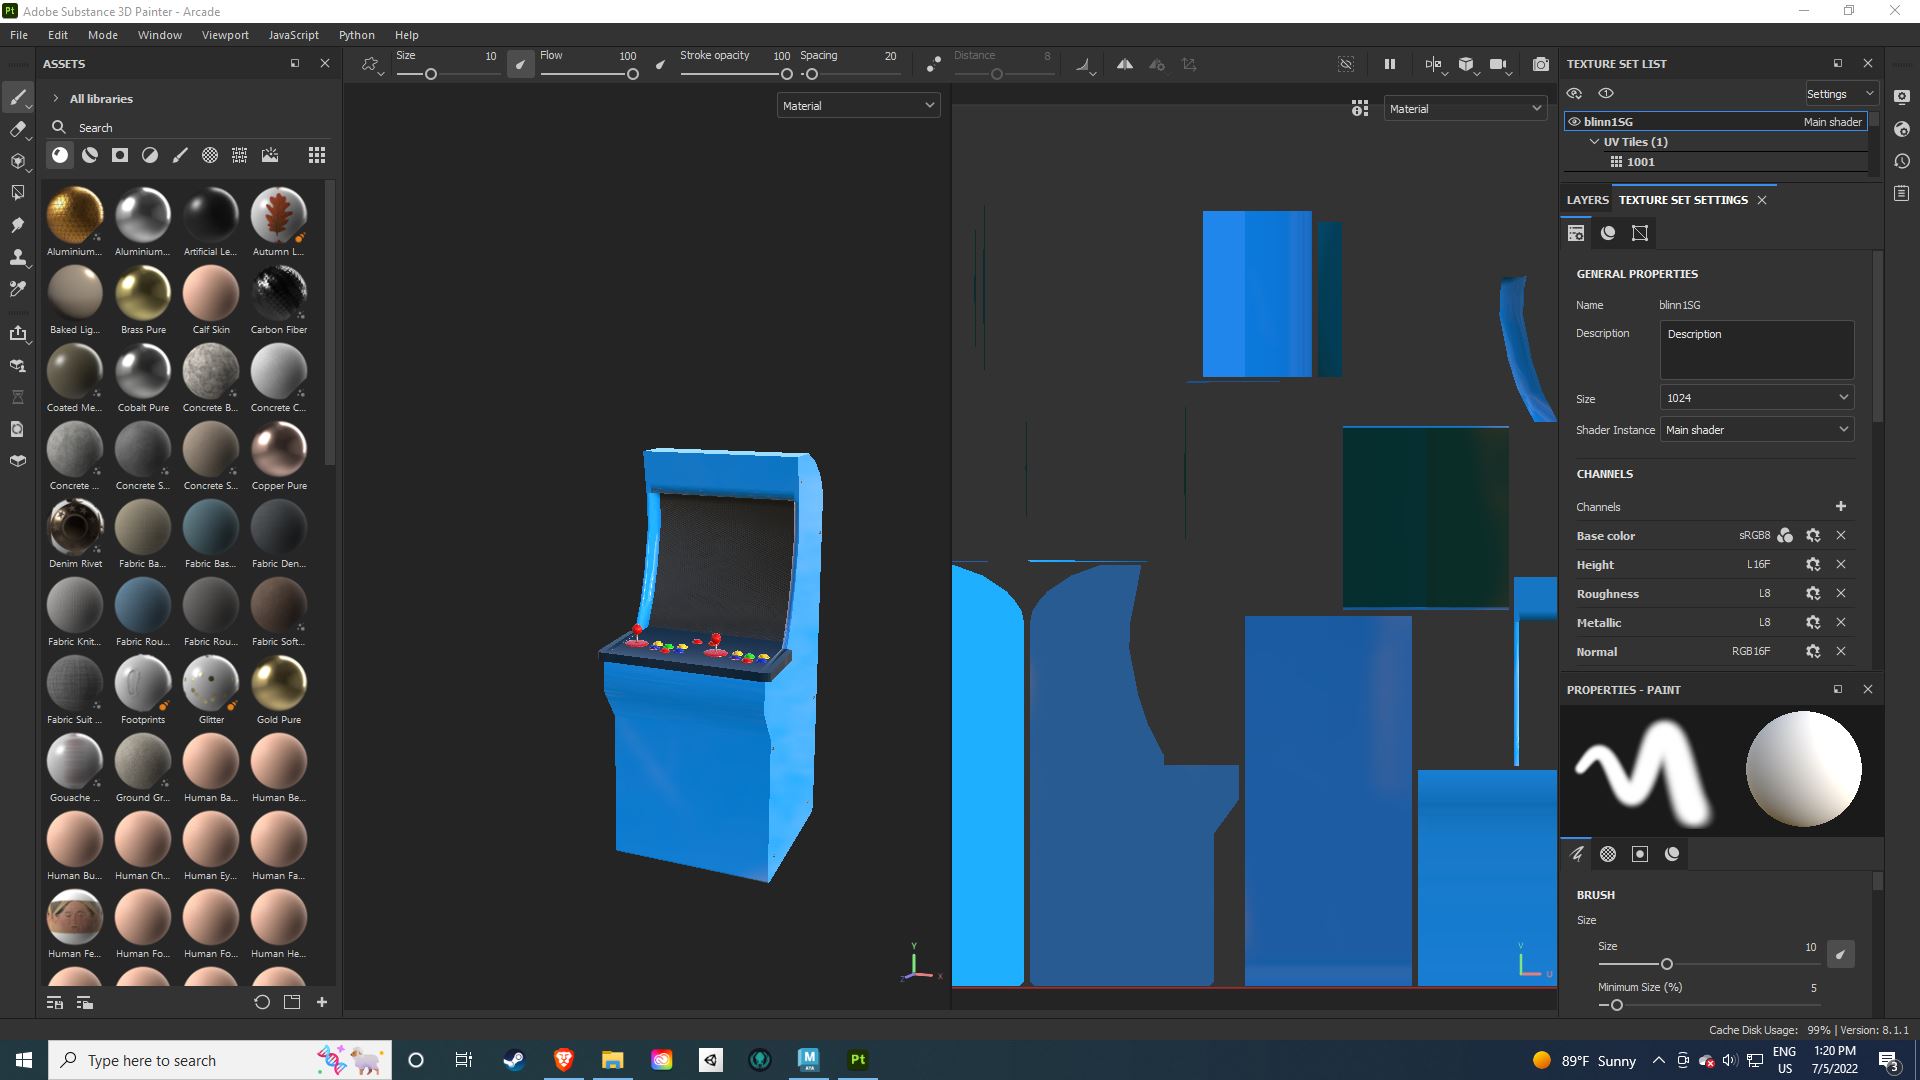 Pt Adobe Substance 3D Painter - Arcade
File Edit Mode Window Viewport JavaScript Python Help
ASSETS
All libraries
Search
Aluminium... Aluminium... Artificial Le... Autumn L...
Baked Lig... Brass Pure Calf Skin Carbon Fiber
Coated Me... Cobalt Pure Concrete B... Concrete C...
Concrete ... Concrete S... Concrete S... Copper Pure
Denim Rivet Fabric Ba... Fabric Bas... Fabric Den...
Fabric Knit... Fabric Rou... Fabric Rou... Fabric Soft...
Fabric Suit ... Footprints Glitter Gold Pure
Gouache ... Ground Gr... Human Ba... Human Be...
Human Bu... Human Ch... Human Ey... Human Fa...
Human Fe... Human Fo... Human Fo... Human He...
Size 10 Flow 100 Stroke opacity 100 Spacing 20 Distance 8
Material
Material
Y
X
Z
V
U
TEXTURE SET LIST
Settings
blinn1SG Main shader
UV Tiles (1)
1001
LAYERS TEXTURE SET SETTINGS
GENERAL PROPERTIES
Name blinn1SG
Description Description
Size 1024
Shader Instance Main shader
CHANNELS
Channels
Base color sRGB8
Height L16F
Roughness L8
Metallic L8
Normal RGB16F
PROPERTIES - PAINT
BRUSH
Size
Size 10
Minimum Size (%) 5
Cache Disk Usage: 99% | Version: 8.1.1
Type here to search
M
Pt
89°F Sunny
ENG
US
1:20 PM
7/5/2022
3